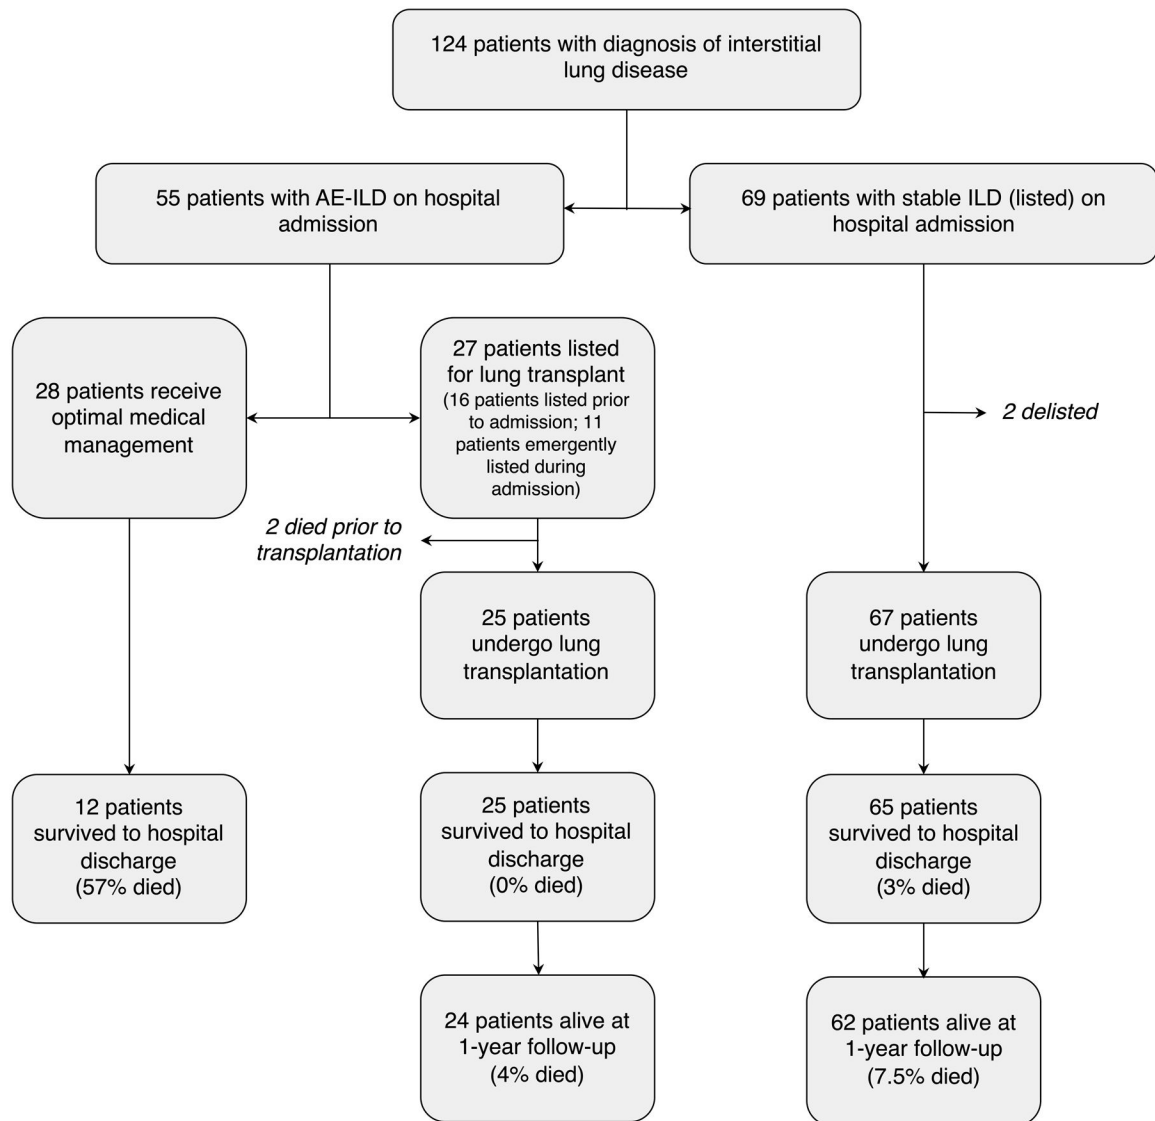 124 patients with diagnosis of interstitial
lung disease
55 patients with AE-ILD on hospital
admission
69 patients with stable ILD (listed) on
hospital admission
28 patients receive
optimal medical
management
27 patients listed
for lung transplant
(16 patients listed prior
to admission; 11
patients emergently
listed during
admission)
2 delisted
2 died prior to
transplantation
25 patients
undergo lung
transplantation
67 patients
undergo lung
transplantation
12 patients
survived to hospital
discharge
(57% died)
25 patients
survived to hospital
discharge
(0% died)
65 patients
survived to hospital
discharge
(3% died)
24 patients alive at
1-year follow-up
(4% died)
62 patients alive at
1-year follow-up
(7.5% died)